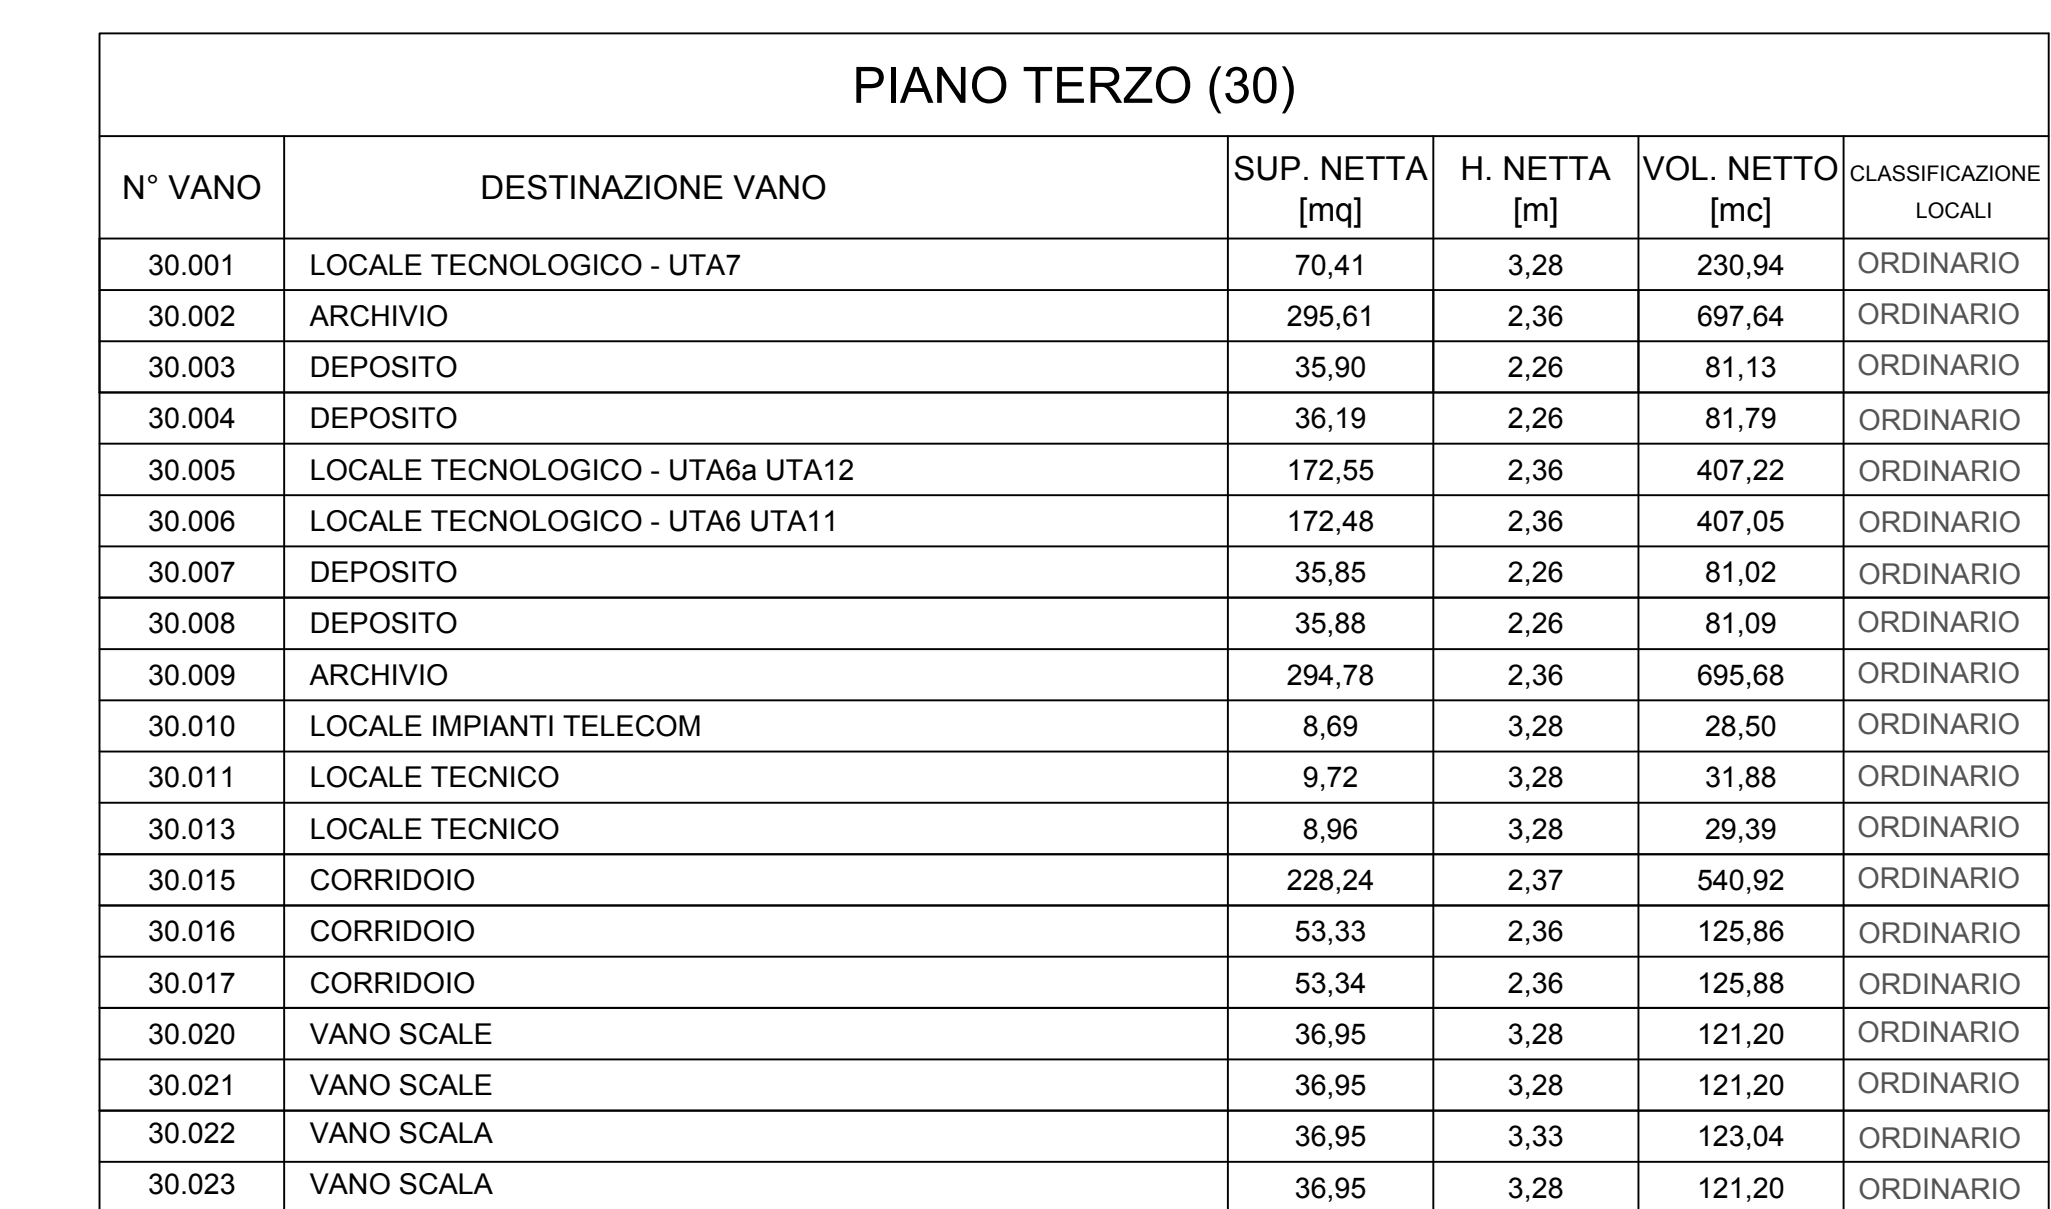 PIANO TERZO (30)
N° VANO DESTINAZIONE VANO SUP. NETTA [mq] H. NETTA [m] VOL. NETTO [mc] CLASSIFICAZIONE LOCALI
30.001 LOCALE TECNOLOGICO - UTA7 70,41 3,28 230,94 ORDINARIO
30.002 ARCHIVIO 295,61 2,36 697,64 ORDINARIO
30.003 DEPOSITO 35,90 2,26 81,13 ORDINARIO
30.004 DEPOSITO 36,19 2,26 81,79 ORDINARIO
30.005 LOCALE TECNOLOGICO - UTA6a UTA12 172,55 2,36 407,22 ORDINARIO
30.006 LOCALE TECNOLOGICO - UTA6 UTA11 172,48 2,36 407,05 ORDINARIO
30.007 DEPOSITO 35,85 2,26 81,02 ORDINARIO
30.008 DEPOSITO 35,88 2,26 81,09 ORDINARIO
30.009 ARCHIVIO 294,78 2,36 695,68 ORDINARIO
30.010 LOCALE IMPIANTI TELECOM 8,69 3,28 28,50 ORDINARIO
30.011 LOCALE TECNICO 9,72 3,28 31,88 ORDINARIO
30.013 LOCALE TECNICO 8,96 3,28 29,39 ORDINARIO
30.015 CORRIDOIO 228,24 2,37 540,92 ORDINARIO
30.016 CORRIDOIO 53,33 2,36 125,86 ORDINARIO
30.017 CORRIDOIO 53,34 2,36 125,88 ORDINARIO
30.020 VANO SCALE 36,95 3,28 121,20 ORDINARIO
30.021 VANO SCALE 36,95 3,28 121,20 ORDINARIO
30.022 VANO SCALA 36,95 3,33 123,04 ORDINARIO
30.023 VANO SCALA 36,95 3,28 121,20 ORDINARIO